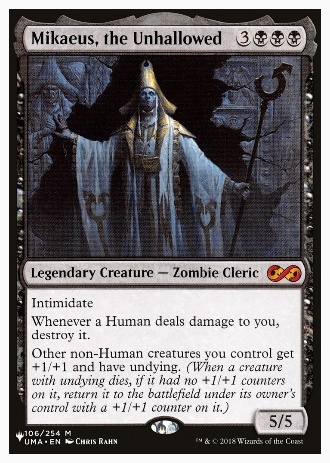 Mikaeus, the Unhallowed 3
Legendary Creature — Zombie Cleric
Intimidate
Whenever a Human deals damage to you,
destroy it.
Other non-Human creatures you control get
+1/+1 and have undying. (When a creature
with undying dies, if it had no +1/+1 counters
on it, return it to the battlefield under its owner's
control with a +1/+1 counter on it.)
5/5
106/254 M
UMA • EN Chris Rahn
™ & © 2018 Wizards of the Coast